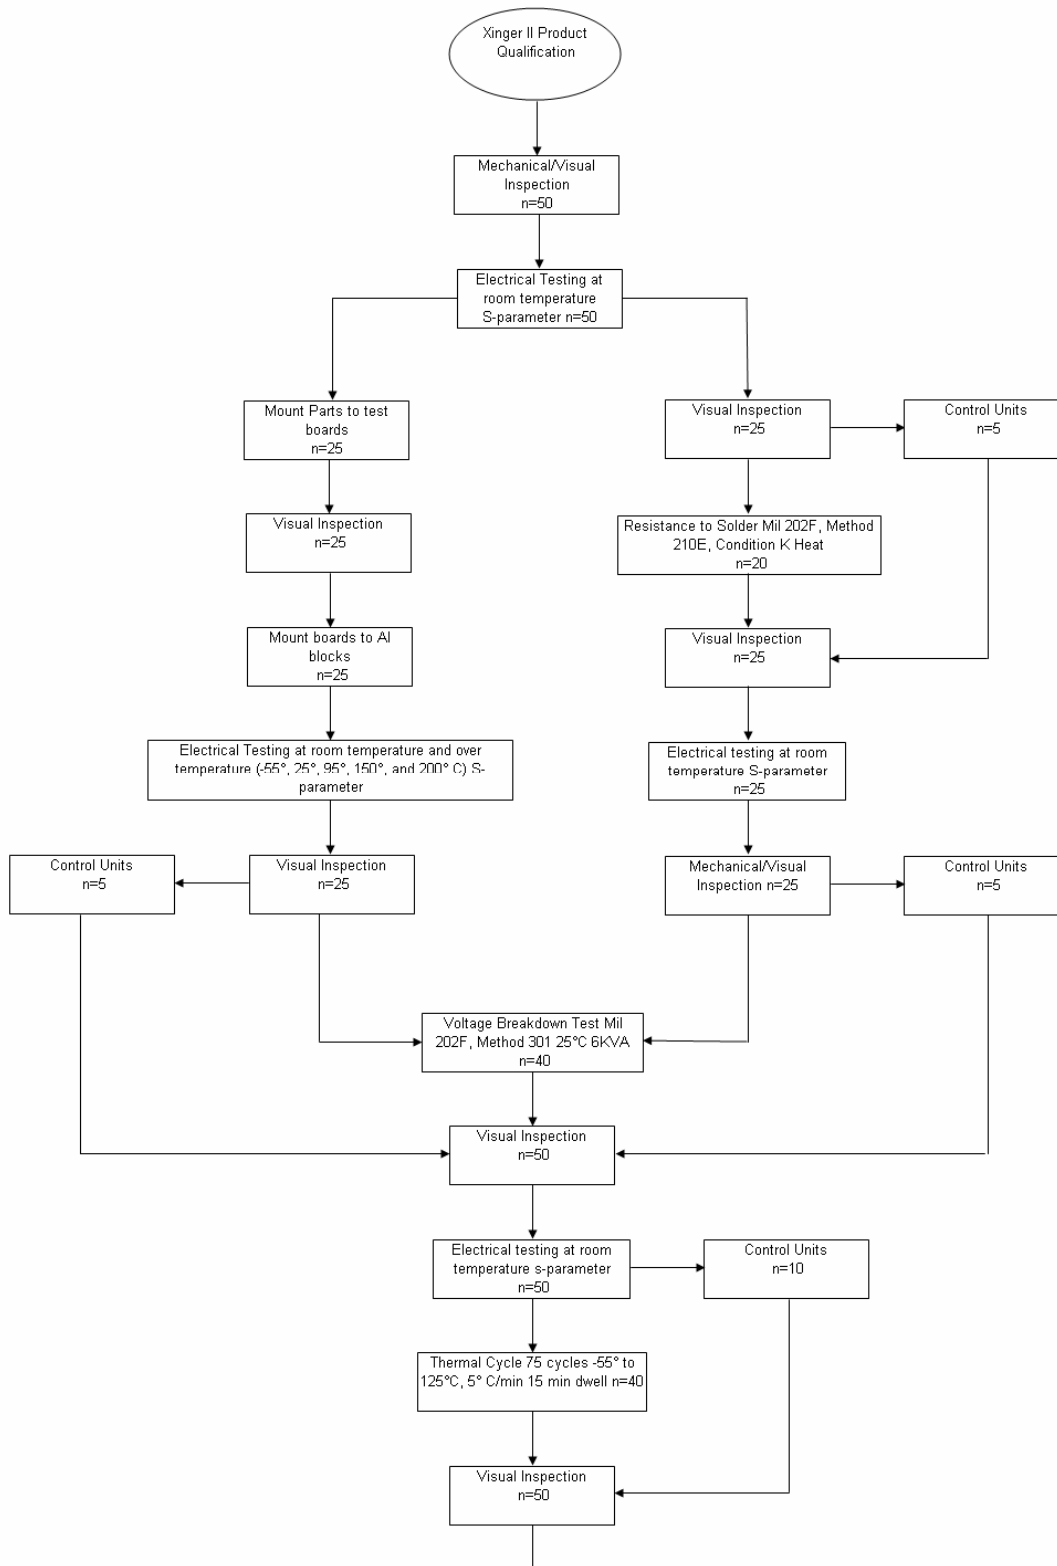 Xinger II Product
Qualification
Mechanical/Visual
Inspection
n=50
Electrical Testing at
room temperature
S-parameter n=50
Mount Parts to test
boards
n=25
Visual Inspection
n=25
Control Units
n=5
Visual Inspection
n=25
Resistance to Solder Mil 202F, Method
210E, Condition K Heat
n=20
Mount boards to Al
blocks
n=25
Visual Inspection
n=25
Electrical Testing at room temperature and over
temperature (-55°, 25°, 95°, 150°, and 200° C) S-
parameter
Electrical testing at room
temperature S-parameter
n=25
Control Units
n=5
Visual Inspection
n=25
Mechanical/Visual
Inspection n=25
Control Units
n=5
Voltage Breakdown Test Mil
202F, Method 301 25°C 6KVA
n=40
Visual Inspection
n=50
Electrical testing at room
temperature s-parameter
n=50
Control Units
n=10
Thermal Cycle 75 cycles -55° to
125°C, 5° C/min 15 min dwell n=40
Visual Inspection
n=50